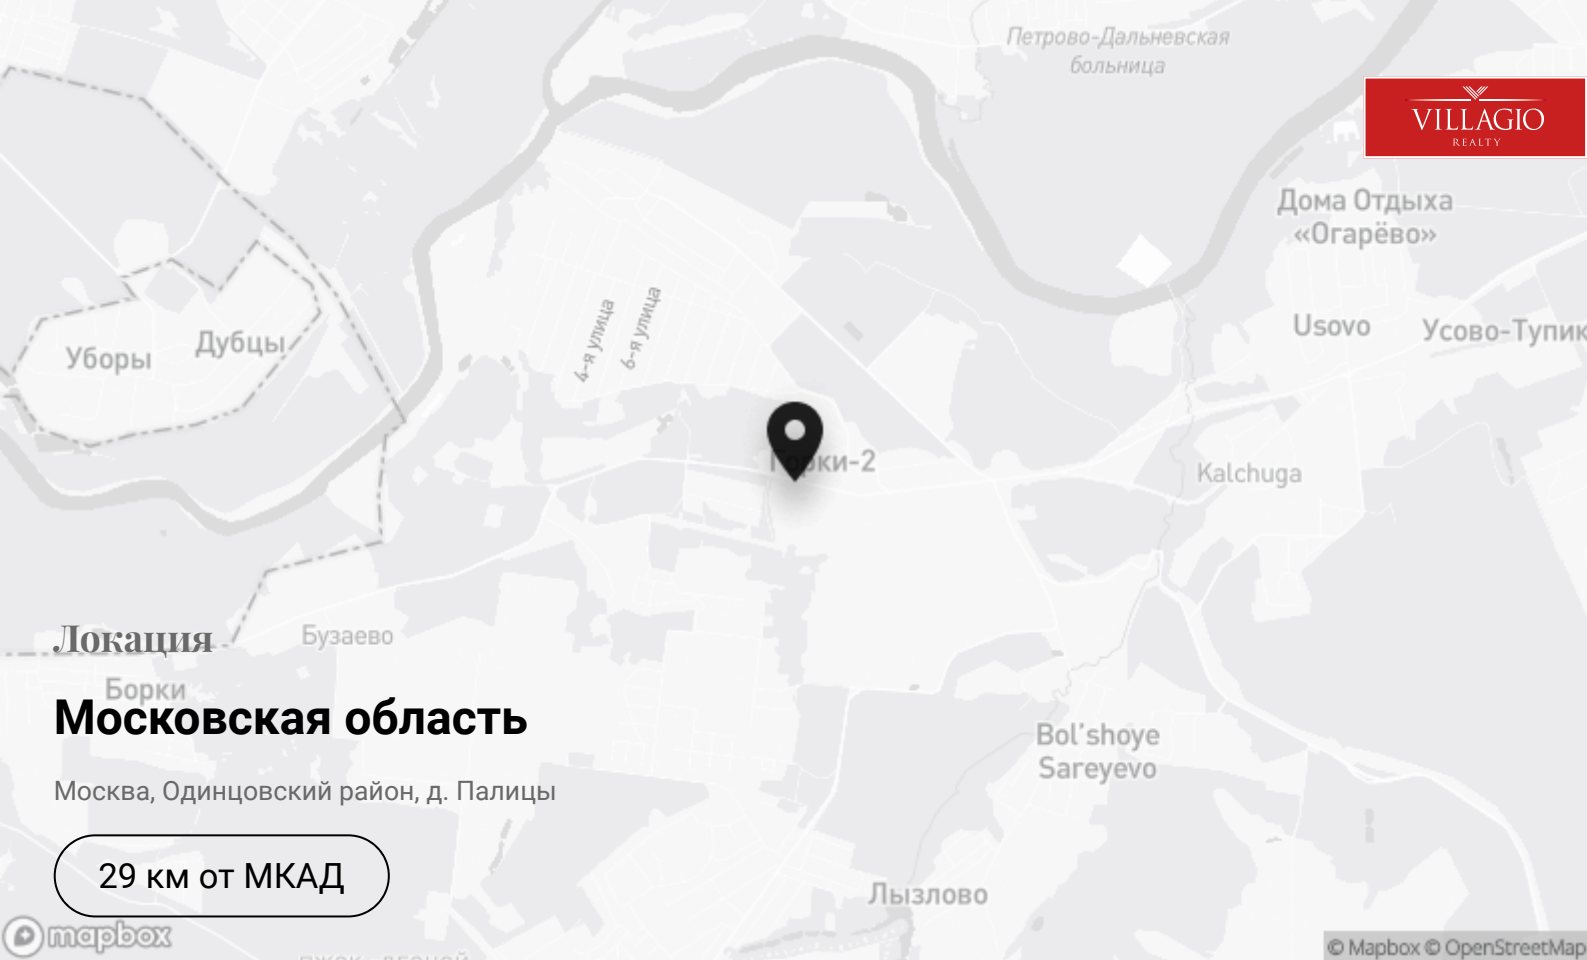 Петрово-Дальневская
больница
VILLAGIO
REALTY
Дома Отдыха
«Огарёво»
Usovo
Усово-Тупик
Уборы
Дубцы
4-я улица
6-я улица
Горки-2
Kalchuga
Локация
Бузаево
Борки
Московская область
Bol'shoye
Sareyevo
Москва, Одинцовский район, д. Палицы
29 км от МКАД
Лызлово
mapbox
© Mapbox © OpenStreetMap